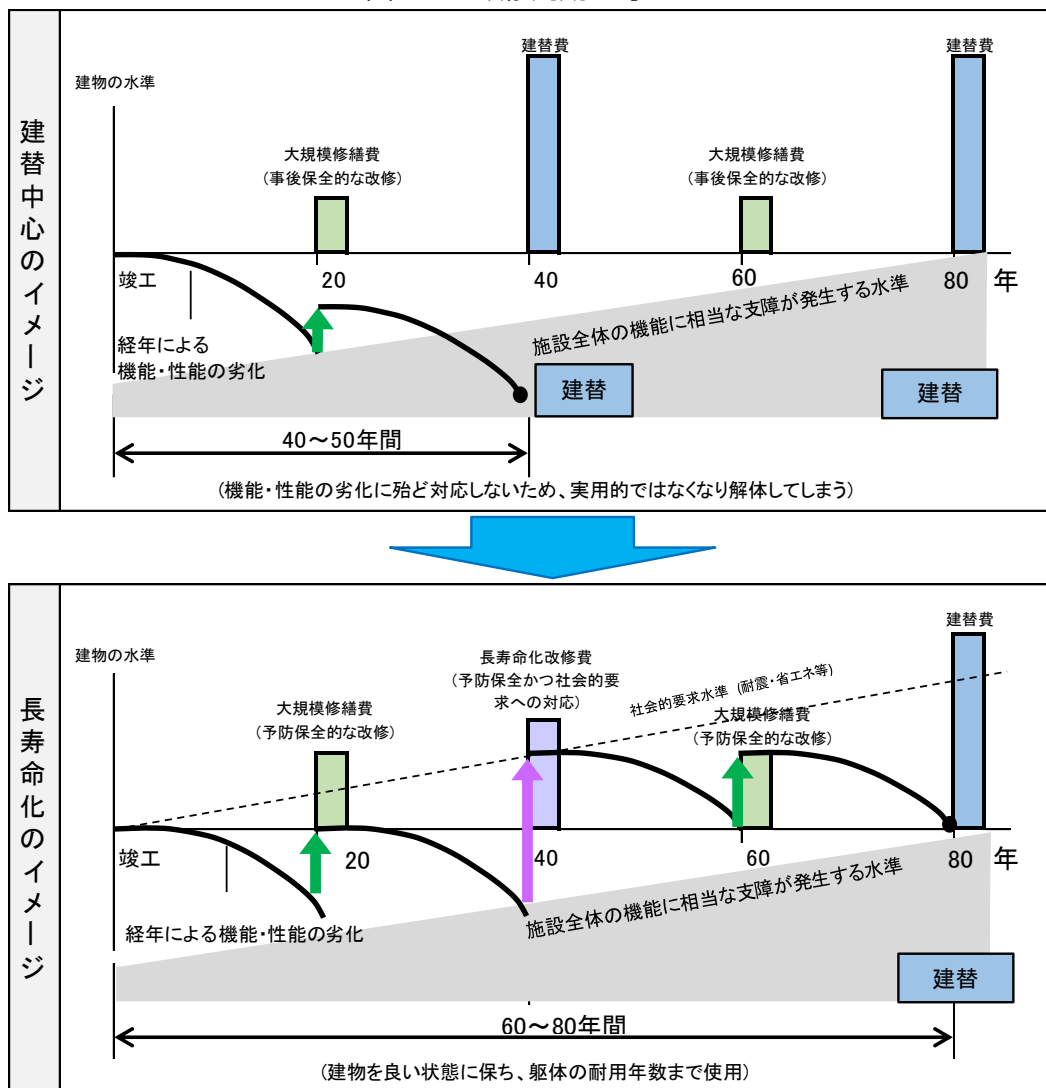 建替中心のイメージ
建物の水準
建替費
建替費
大規模修繕費
(事後保全的な改修)
大規模修繕費
(事後保全的な改修)
竣工
20
40
60
80
年
経年による
機能・性能の劣化
施設全体の機能に相当な支障が発生する水準
建替
建替
40～50年間
(機能・性能の劣化に殆ど対応しないため、実用的ではなくなり解体してしまう)
長寿命化のイメージ
建物の水準
建替費
長寿命化改修費
(予防保全かつ社会的要
求への対応)
社会的要求水準 (耐震・省エネ等)
大規模修繕費
(予防保全的な改修)
大規模修繕費
(予防保全的な改修)
竣工
20
40
60
80
年
経年による機能・性能の劣化
施設全体の機能に相当な支障が発生する水準
建替
60～80年間
(建物を良い状態に保ち、躯体の耐用年数まで使用)